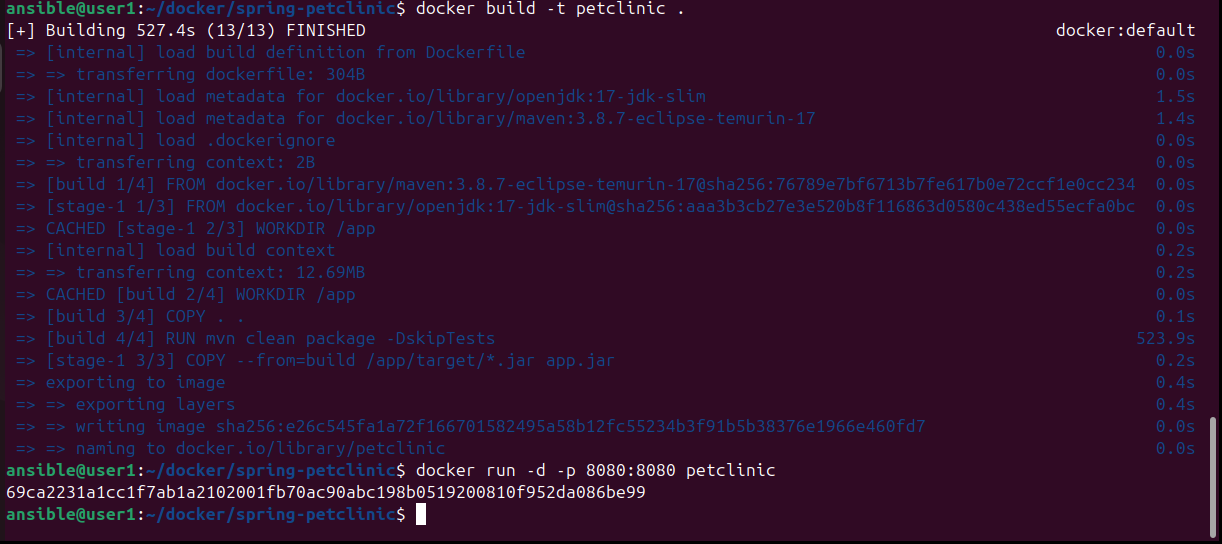 ansible@user1:~/docker/spring-petclinic$ docker build -t petclinic .
[+] Building 527.4s (13/13) FINISHED docker:default
=> [internal] load build definition from Dockerfile 0.0s
=> => transferring dockerfile: 304B 0.0s
=> [internal] load metadata for docker.io/library/openjdk:17-jdk-slim 1.5s
=> [internal] load metadata for docker.io/library/maven:3.8.7-eclipse-temurin-17 1.4s
=> [internal] load .dockerignore 0.0s
=> => transferring context: 2B 0.0s
=> [build 1/4] FROM docker.io/library/maven:3.8.7-eclipse-temurin-17@sha256:76789e7bf6713b7fe617b0e72ccf1e0cc234 0.0s
=> [stage-1 1/3] FROM docker.io/library/openjdk:17-jdk-slim@sha256:aaa3b3cb27e3e520b8f116863d0580c438ed55ecfa0bc 0.0s
=> CACHED [stage-1 2/3] WORKDIR /app 0.0s
=> [internal] load build context 0.2s
=> => transferring context: 12.69MB 0.2s
=> CACHED [build 2/4] WORKDIR /app 0.0s
=> [build 3/4] COPY . . 0.1s
=> [build 4/4] RUN mvn clean package -DskipTests 523.9s
=> [stage-1 3/3] COPY --from=build /app/target/*.jar app.jar 0.2s
=> exporting to image 0.4s
=> => exporting layers 0.4s
=> => writing image sha256:e26c545fa1a72f166701582495a58b12fc55234b3f91b5b38376e1966e460fd7 0.0s
=> => naming to docker.io/library/petclinic 0.0s
ansible@user1:~/docker/spring-petclinic$ docker run -d -p 8080:8080 petclinic
69ca2231a1cc1f7ab1a2102001fb70ac90abc198b0519200810f952da086be99
ansible@user1:~/docker/spring-petclinic$